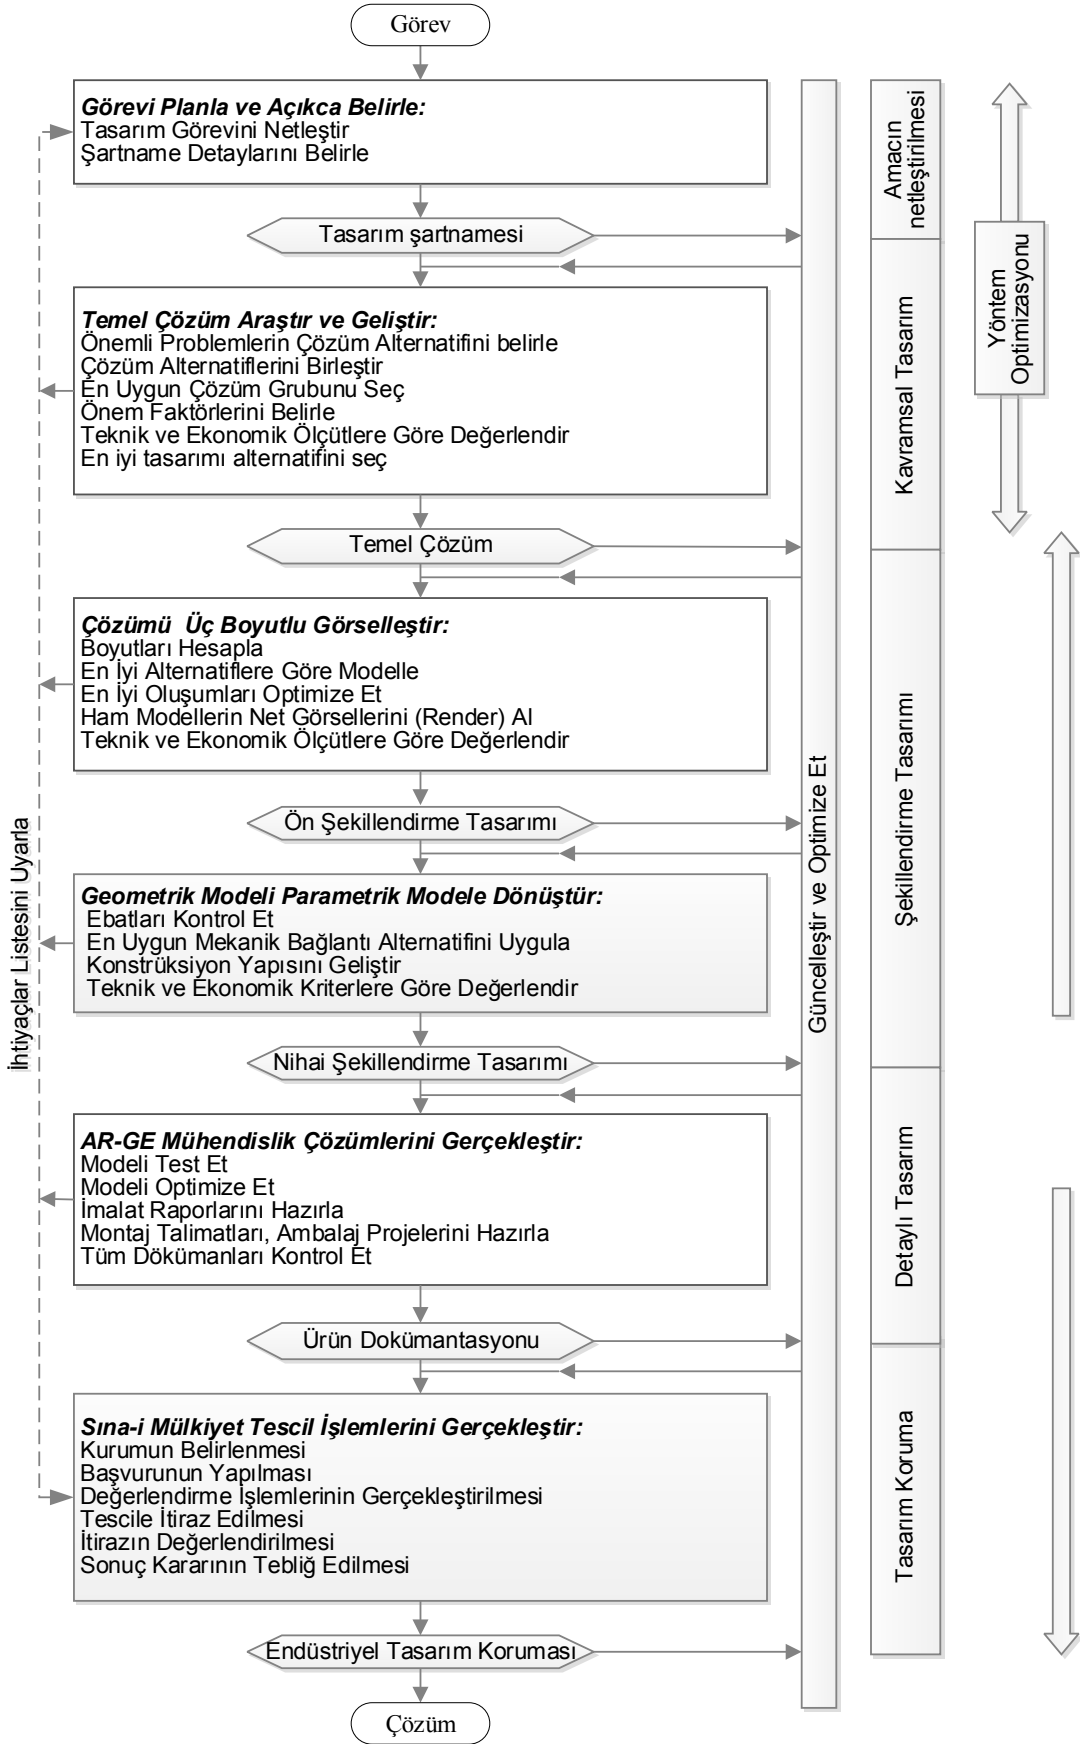 Görev
Görevi Planla ve Açıkca Belirle:
Tasarım Görevini Netleştir
Şartname Detaylarını Belirle
Tasarım şartnamesi
Temel Çözüm Araştır ve Geliştir:
Önemli Problemlerin Çözüm Alternatifini belirle
Çözüm Alternatiflerini Birleştir
En Uygun Çözüm Grubunu Seç
Önem Faktörlerini Belirle
Teknik ve Ekonomik Ölçütlere Göre Değerlendir
En iyi tasarımı alternatifini seç
Temel Çözüm
Çözümü Üç Boyutlu Görselleştir:
Boyutları Hesapla
En İyi Alternatiflere Göre Modelle
En İyi Oluşumları Optimize Et
Ham Modellerin Net Görsellerini (Render) Al
Teknik ve Ekonomik Ölçütlere Göre Değerlendir
Ön Şekillendirme Tasarımı
Geometrik Modeli Parametrik Modele Dönüştür:
Ebatları Kontrol Et
En Uygun Mekanik Bağlantı Alternatifini Uygula
Konstrüksiyon Yapısını Geliştir
Teknik ve Ekonomik Kriterlere Göre Değerlendir
Nihai Şekillendirme Tasarımı
AR-GE Mühendislik Çözümlerini Gerçekleştir:
Modeli Test Et
Modeli Optimize Et
İmalat Raporlarını Hazırla
Montaj Talimatları, Ambalaj Projelerini Hazırla
Tüm Dökümanları Kontrol Et
Ürün Dokümantasyonu
Sına-i Mülkiyet Tescil İşlemlerini Gerçekleştir:
Kurumun Belirlenmesi
Başvurunun Yapılması
Değerlendirme İşlemlerinin Gerçekleştirilmesi
Tescile İtiraz Edilmesi
İtirazın Değerlendirilmesi
Sonuç Kararının Tebliğ Edilmesi
Endüstriyel Tasarım Koruması
Çözüm
İhtiyaçlar Listesini Uyarla
Güncelleştir ve Optimize Et
Amacın
netleştirilmesi
Kavramsal Tasarım
Şekillendirme Tasarımı
Detaylı Tasarım
Tasarım Koruma
Yöntem
Optimizasyonu